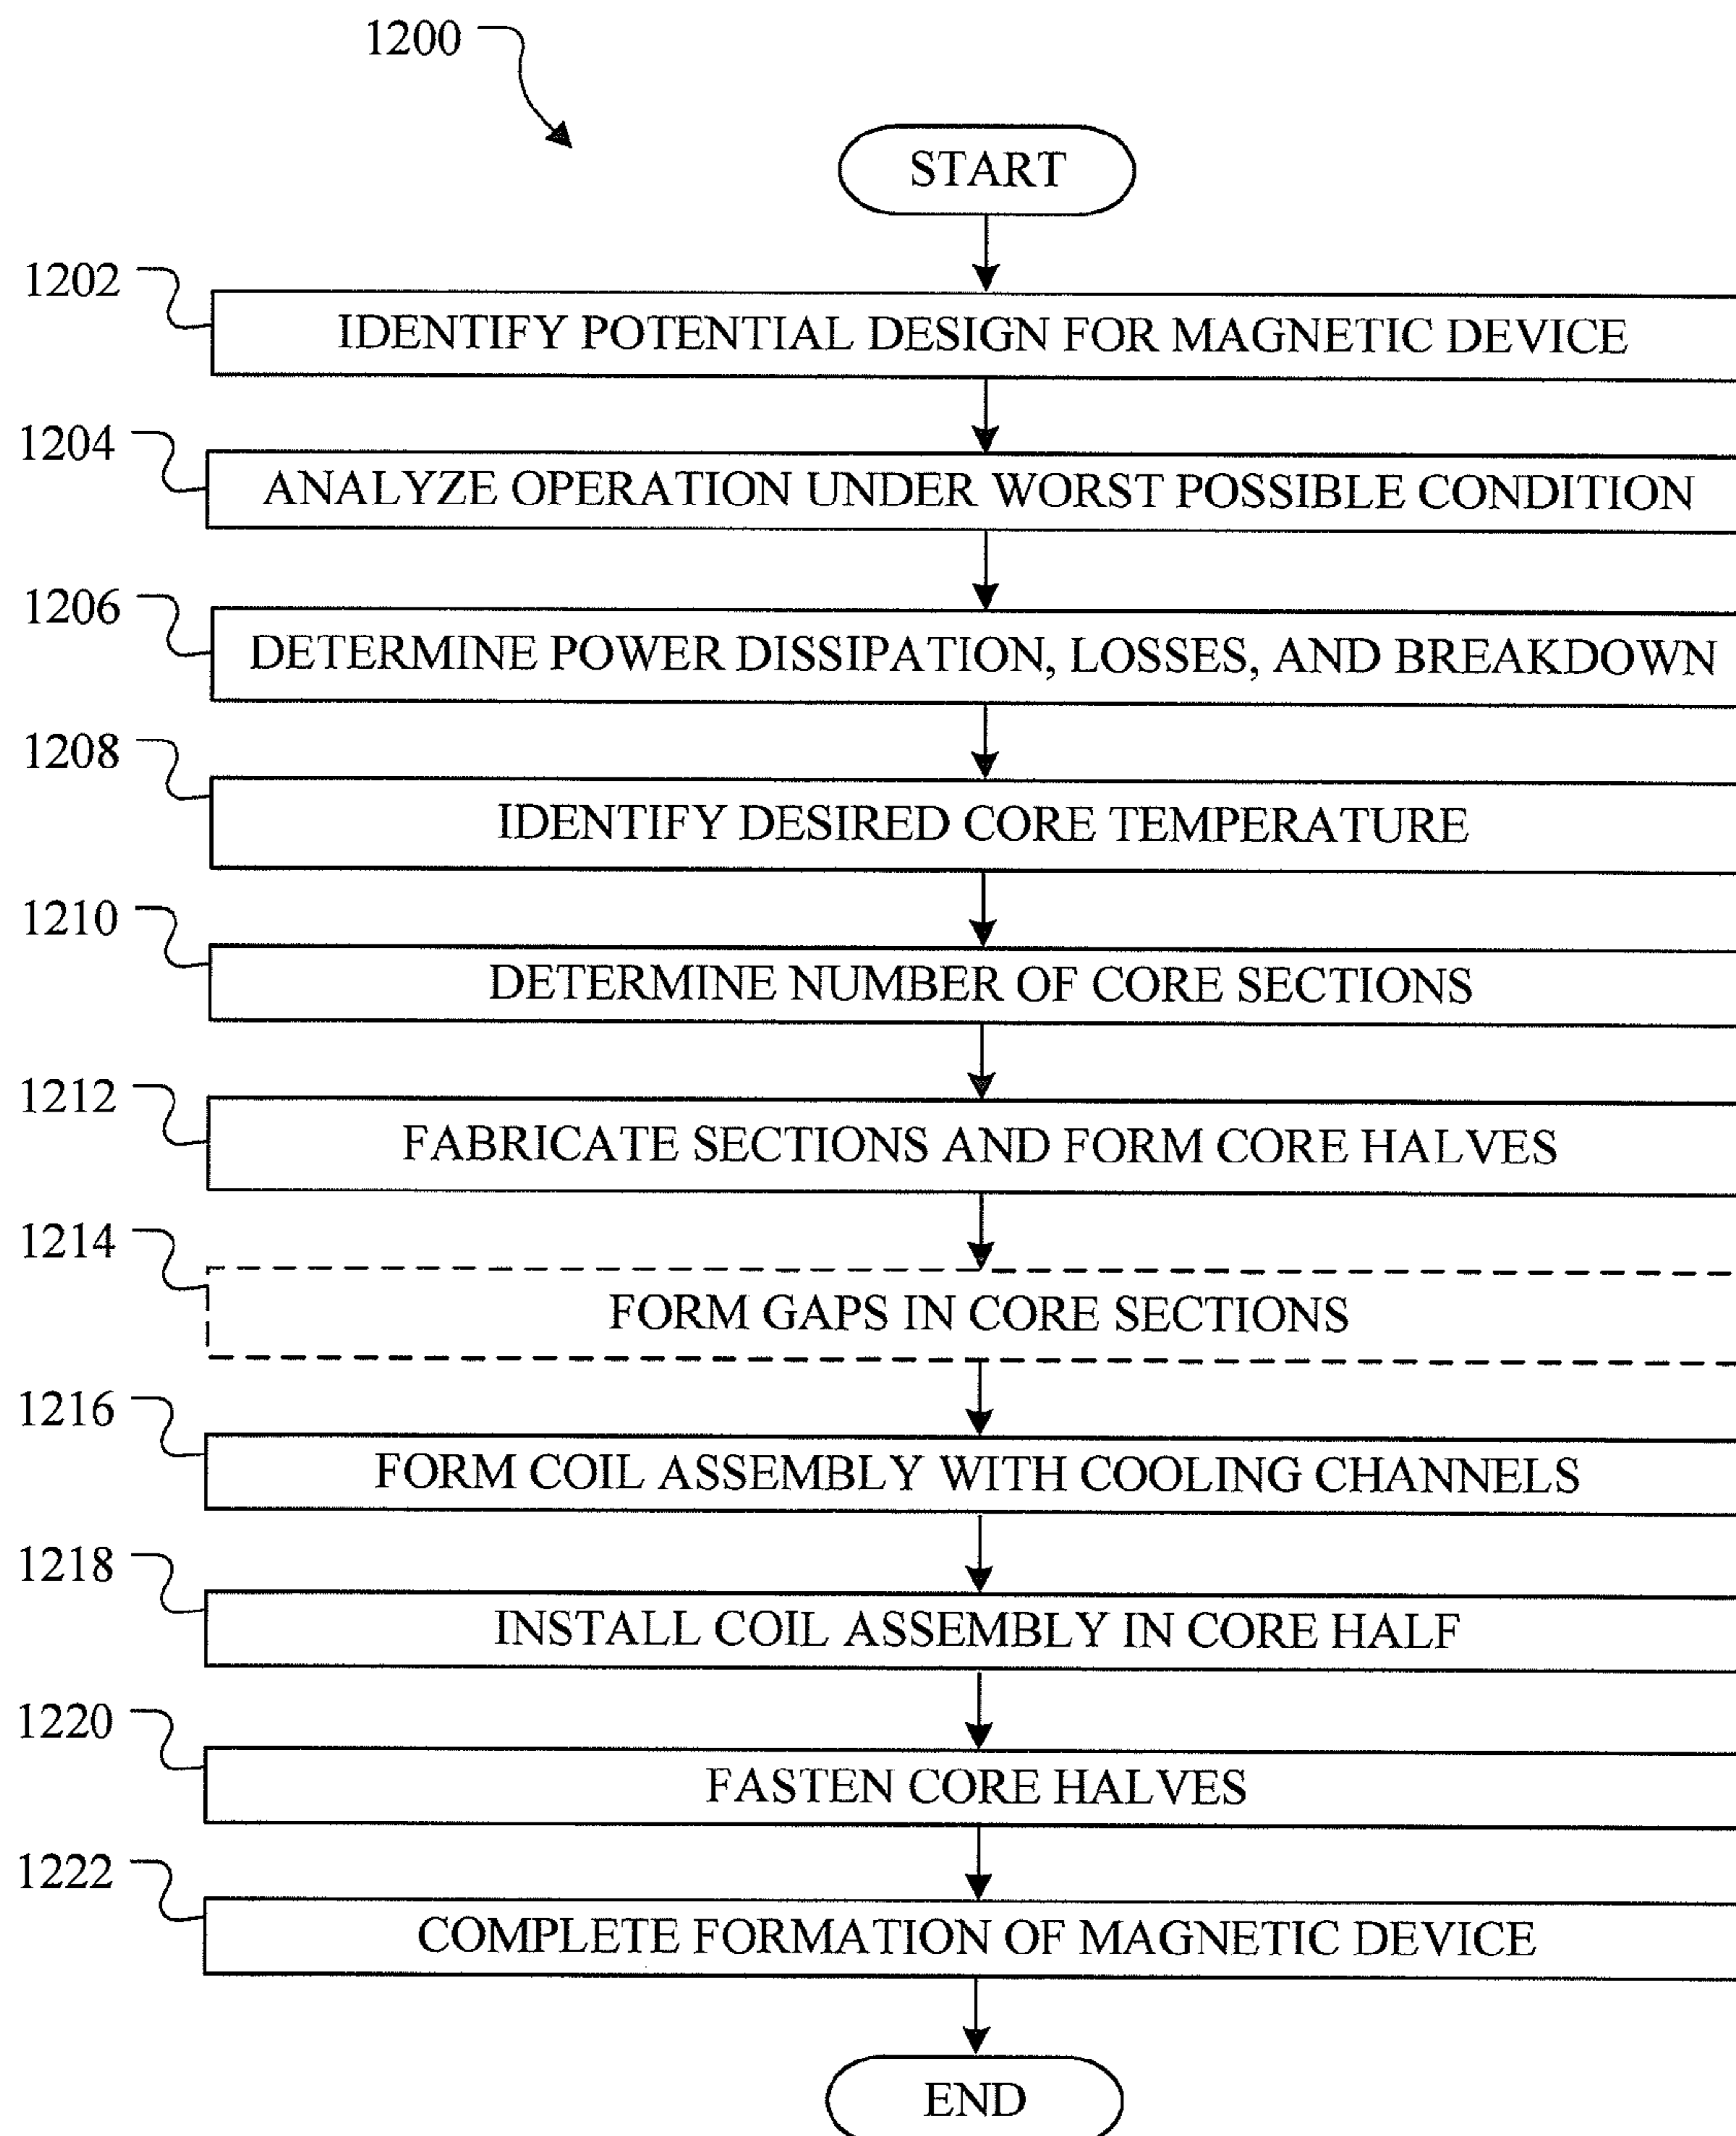 1200
START
1202
IDENTIFY POTENTIAL DESIGN FOR MAGNETIC DEVICE
1204
ANALYZE OPERATION UNDER WORST POSSIBLE CONDITION
1206
DETERMINE POWER DISSIPATION, LOSSES, AND BREAKDOWN
1208
IDENTIFY DESIRED CORE TEMPERATURE
1210
DETERMINE NUMBER OF CORE SECTIONS
1212
FABRICATE SECTIONS AND FORM CORE HALVES
1214
FORM GAPS IN CORE SECTIONS
1216
FORM COIL ASSEMBLY WITH COOLING CHANNELS
1218
INSTALL COIL ASSEMBLY IN CORE HALF
1220
FASTEN CORE HALVES
1222
COMPLETE FORMATION OF MAGNETIC DEVICE
END